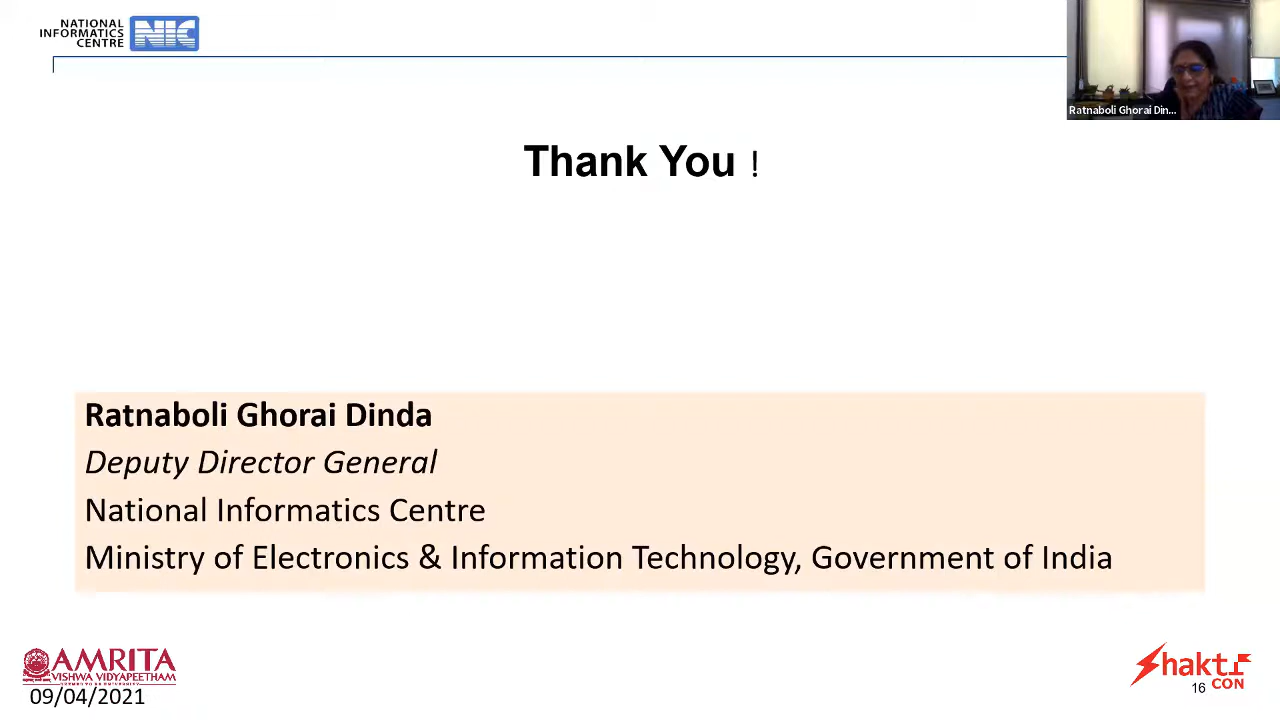 NATIONAL
INFORMATICS
CENTRE
NIC
Ratnaboli Ghorai Din...
Thank You !
Ratnaboli Ghorai Dinda
Deputy Director General
National Informatics Centre
Ministry of Electronics & Information Technology, Government of India
AMRITA
VISHWA VIDYAPEETHAM
09/04/2021
Shakti
CON
16